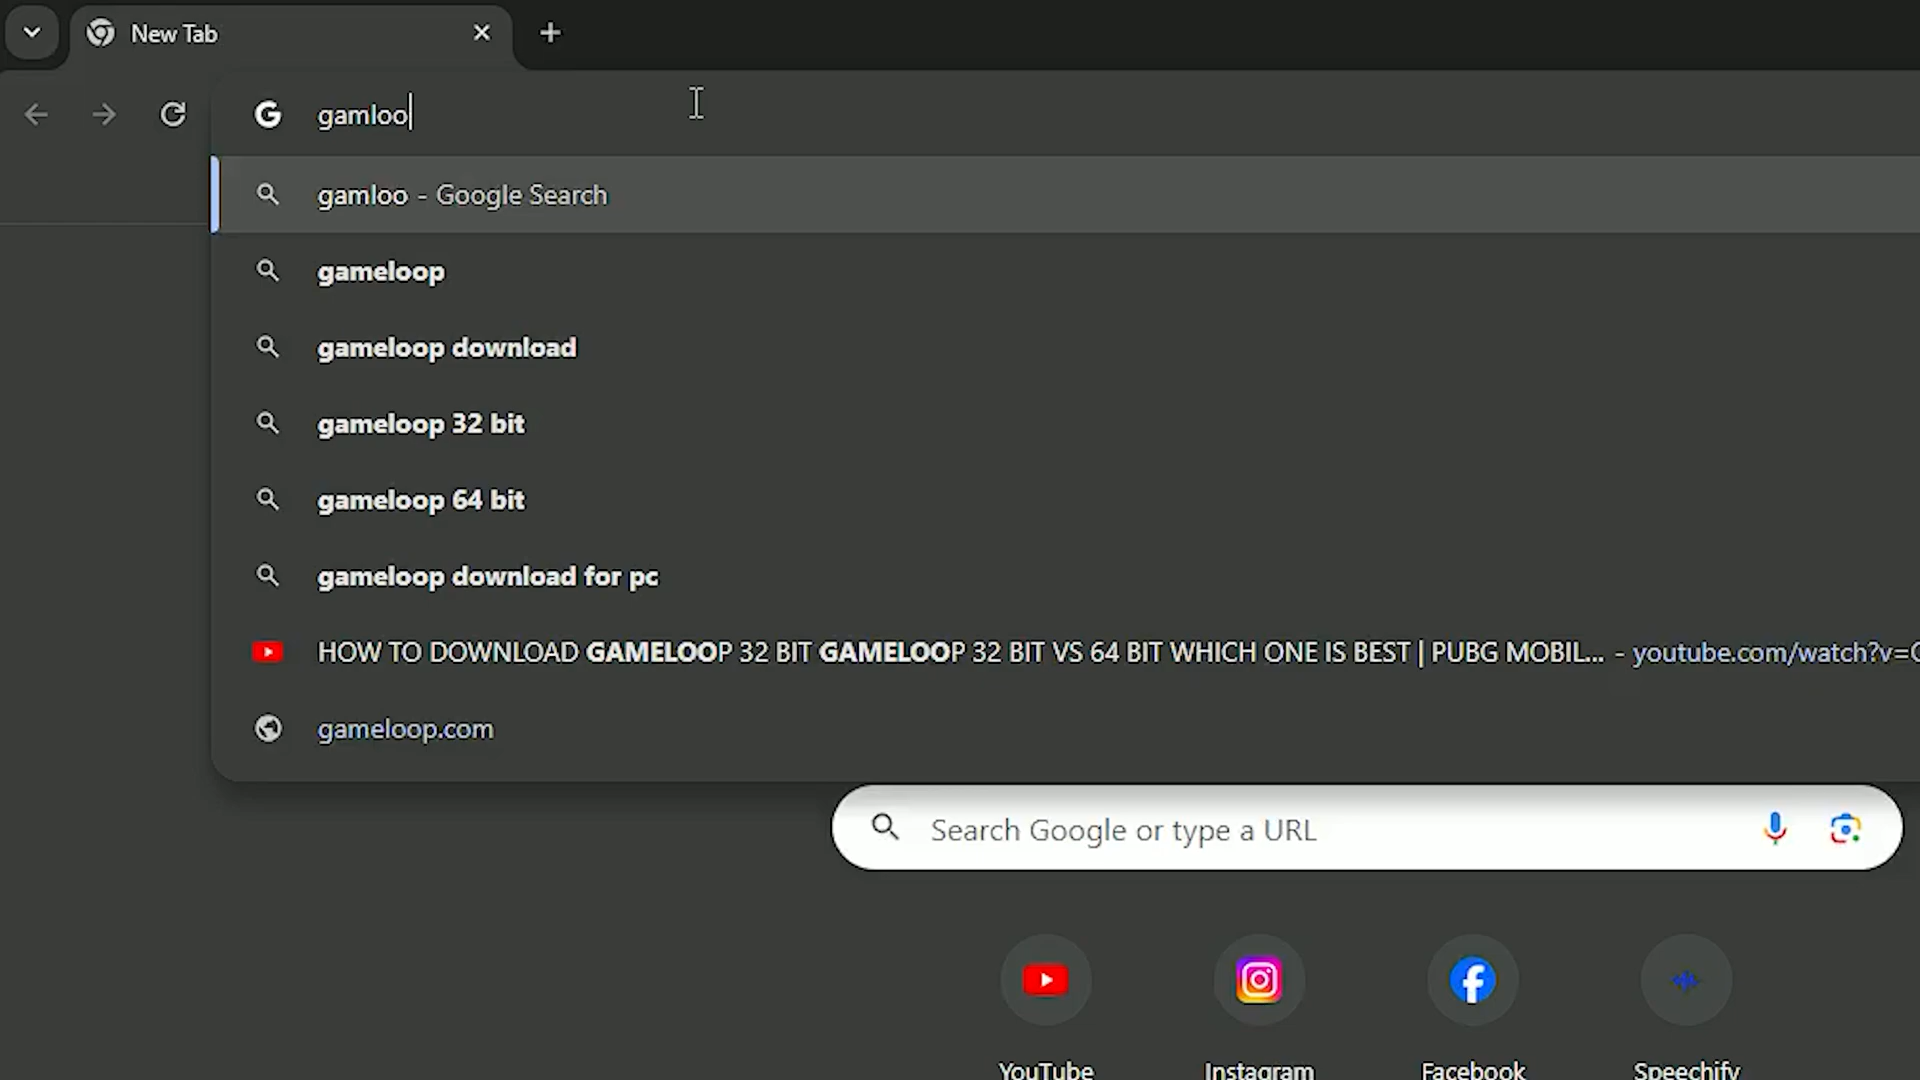 New Tab
gamloo
gamloo - Google Search
gameloop
gameloop download
gameloop 32 bit
gameloop 64 bit
gameloop download for pc
HOW TO DOWNLOAD GAMELOOP 32 BIT GAMELOOP 32 BIT VS 64 BIT WHICH ONE IS BEST | PUBG MOBIL... - youtube.com/watch?v=
gameloop.com
Search Google or type a URL
YouTube Instagram Facebook Speechify